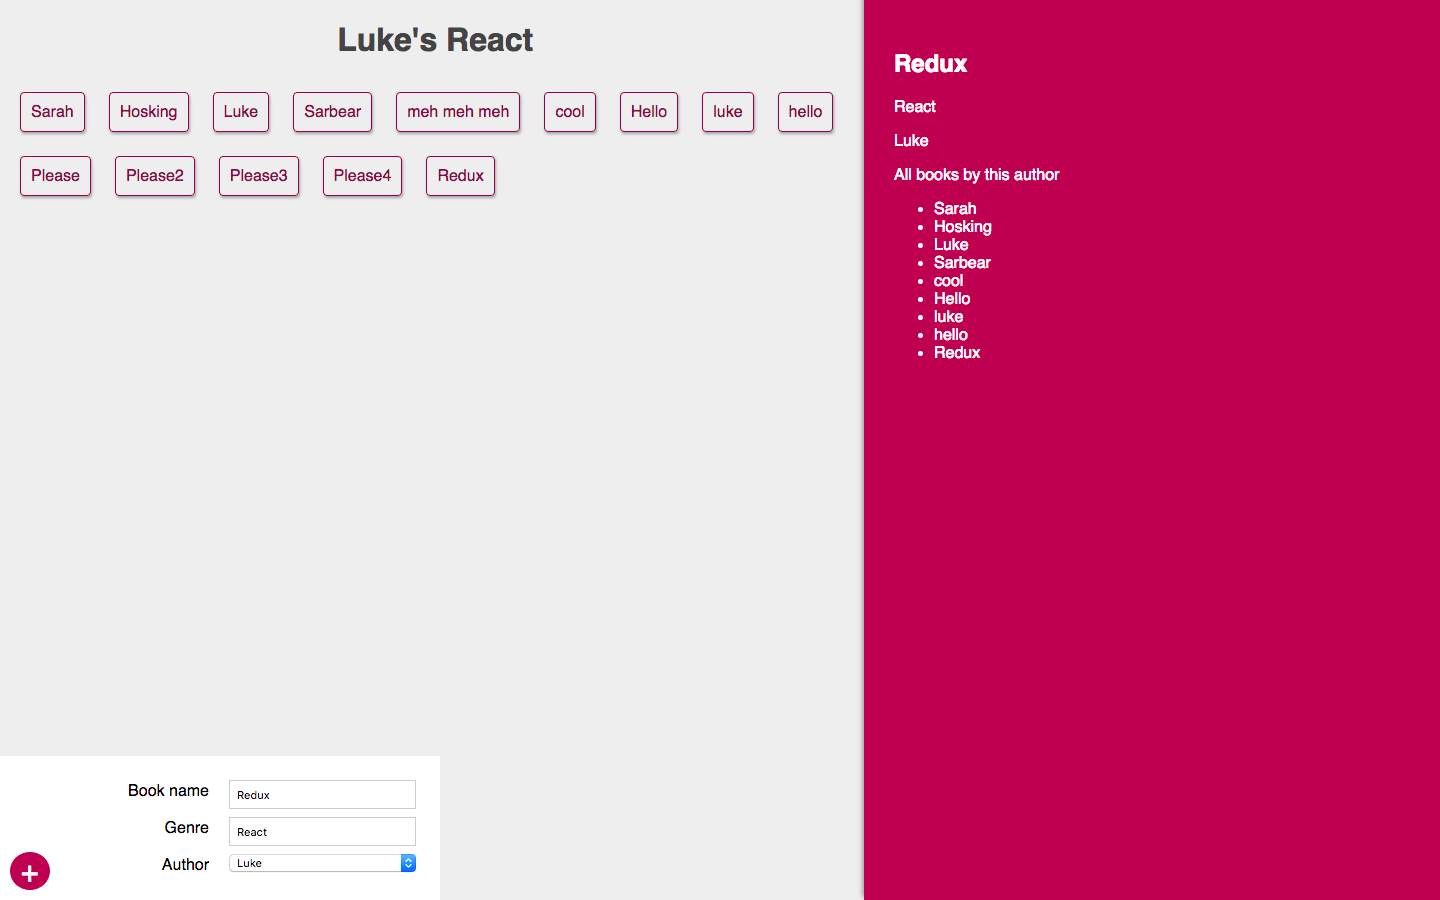 Luke's React
Sarah Hosking Luke Sarbear meh meh meh cool Hello luke hello
Please Please2 Please3 Please4 Redux
Book name Redux
Genre React
Author Luke
+
Redux
React
Luke
All books by this author
• Sarah
• Hosking
• Luke
• Sarbear
• cool
• Hello
• luke
• hello
• Redux